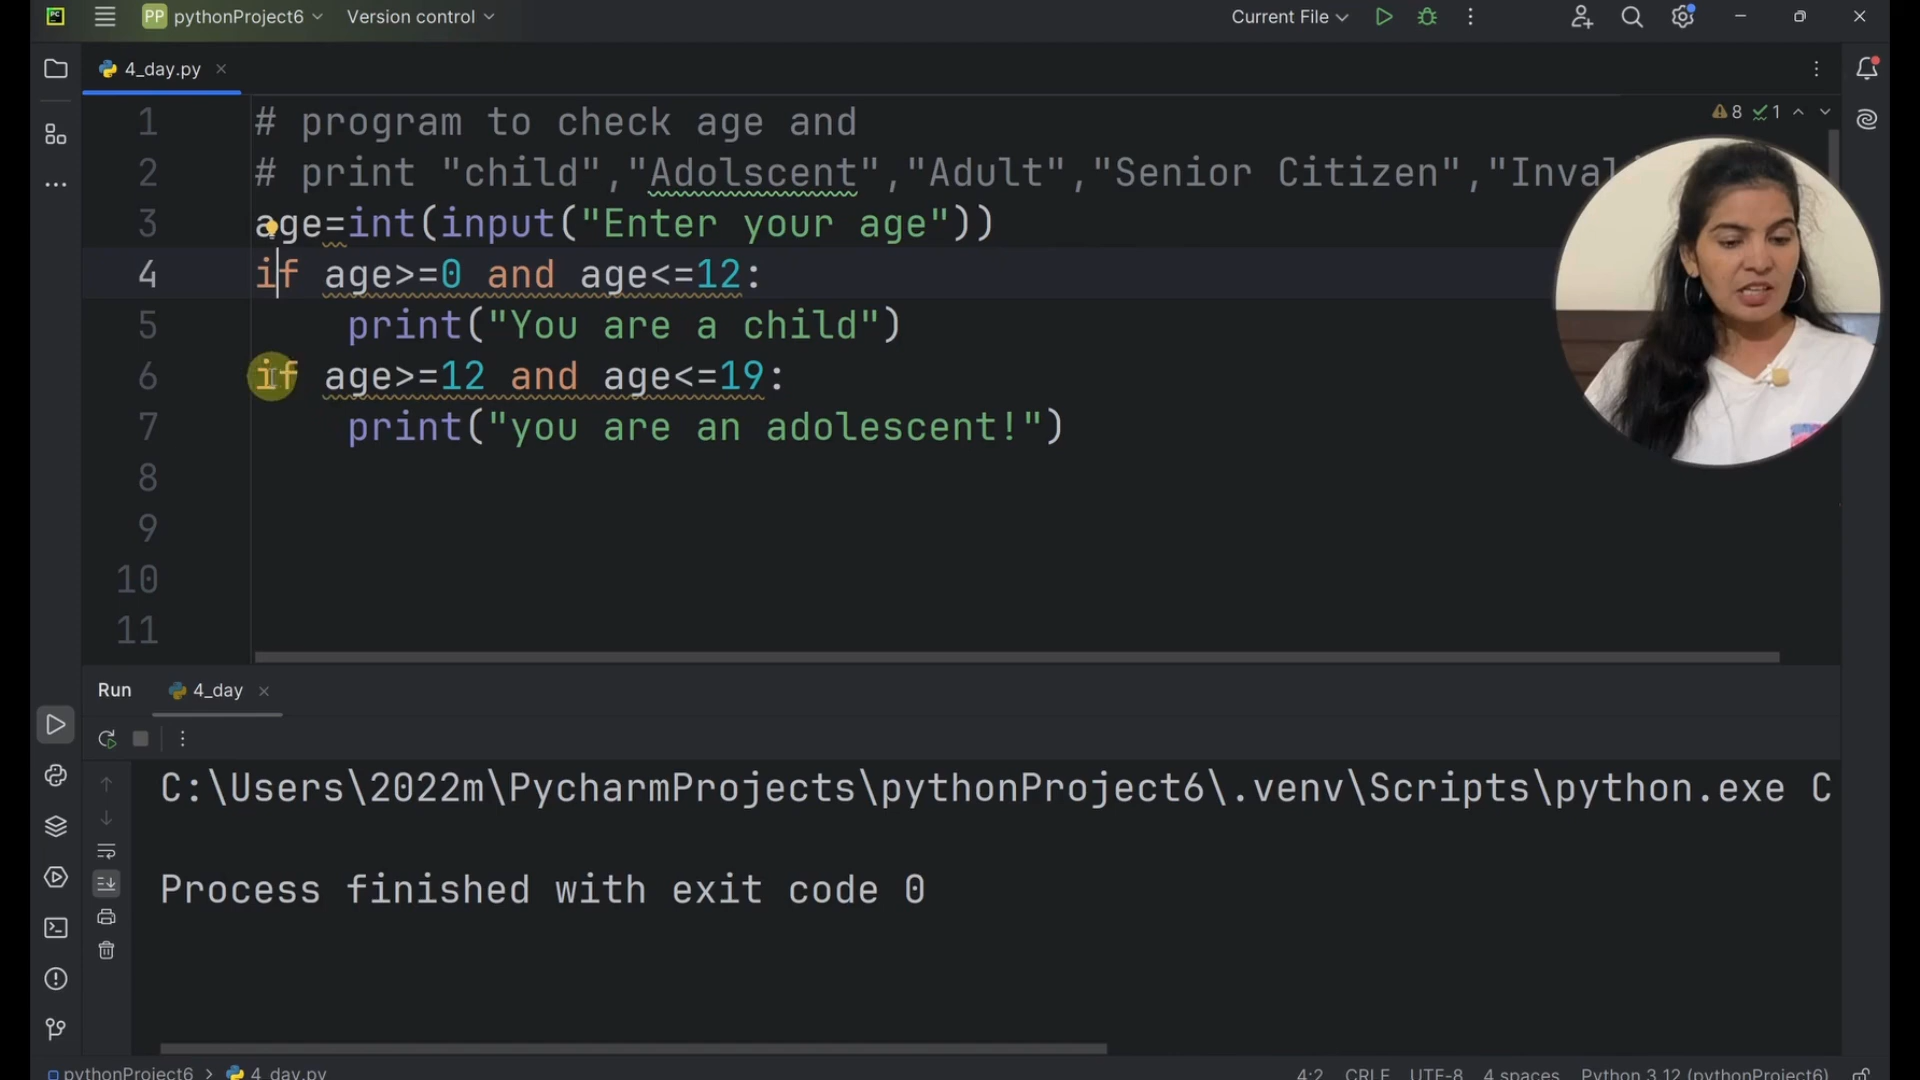 PC
PP pythonProject6 Version control Current File
4_day.py
8 1
1 # program to check age and
2 # print "child","Adolscent","Adult","Senior Citizen","Inval
3 age=int(input("Enter your age"))
4 if age>=0 and age<=12:
5 print("You are a child")
6 if age>=12 and age<=19:
7 print("you are an adolescent!")
8
9
10
11
Run 4_day
C:\Users\2022m\PycharmProjects\pythonProject6\.venv\Scripts\python.exe C
Process finished with exit code 0
pythonProject6 > 4_day.py 4:2 CRLF UTF-8 4 spaces Python 3.12 (pythonProject6)